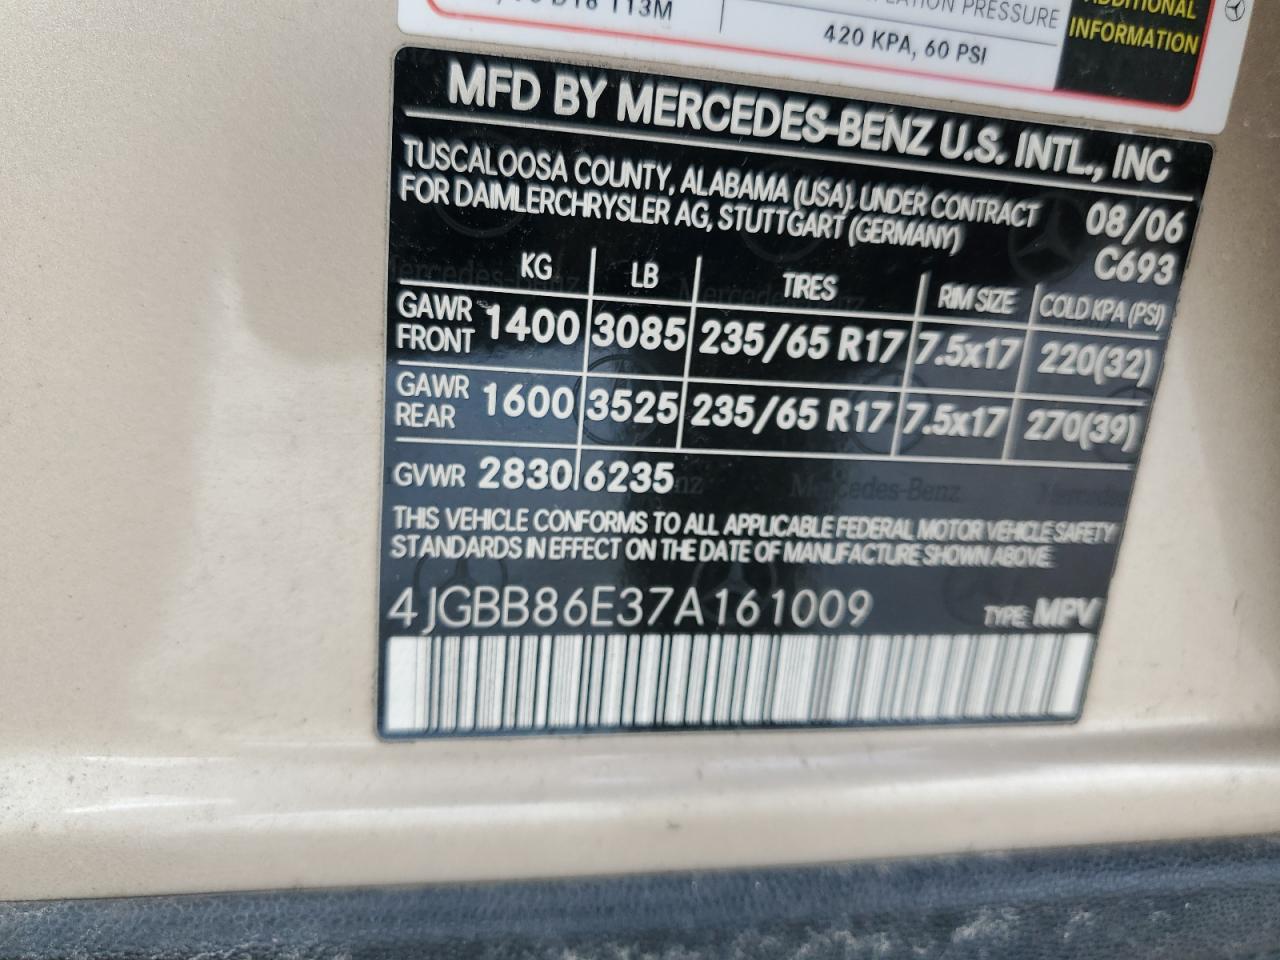 D18 113M
PRESSURE
420 KPA, 60 PSI
ADDITIONAL
INFORMATION
MFD BY MERCEDES-BENZ U.S. INTL., INC
TUSCALOOSA COUNTY, ALABAMA (USA). UNDER CONTRACT
FOR DAIMLERCHRYSLER AG, STUTTGART (GERMANY)
08/06
C693
KG LB TIRES RIM SIZE COLD KPA (PSI)
GAWR FRONT 1400 3085 235/65 R17 7.5x17 220(32)
GAWR REAR 1600 3525 235/65 R17 7.5x17 270(39)
GVWR 2830 6235
THIS VEHICLE CONFORMS TO ALL APPLICABLE FEDERAL MOTOR VEHICLE SAFETY
STANDARDS IN EFFECT ON THE DATE OF MANUFACTURE SHOWN ABOVE.
4JGBB86E37A161009 TYPE: MPV